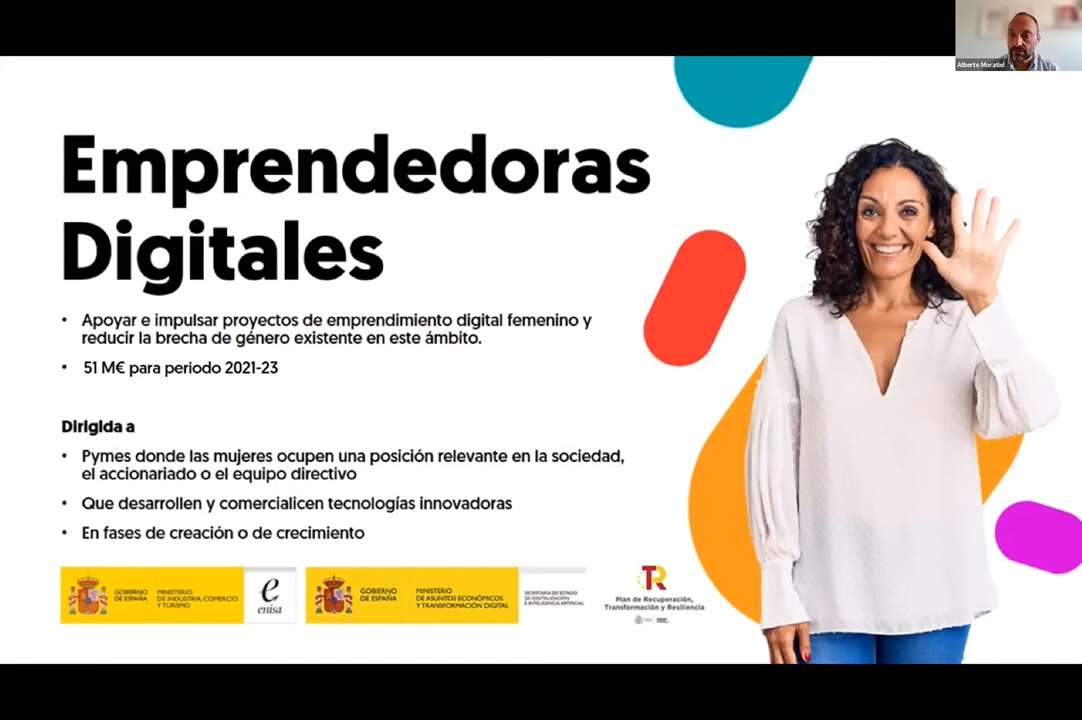 Alberto Moratiel
Emprendedoras
Digitales
• Apoyar e impulsar proyectos de emprendimiento digital femenino y
reducir la brecha de género existente en este ámbito.
• 51 M€ para periodo 2021-23
Dirigida a
• Pymes donde las mujeres ocupen una posición relevante en la sociedad,
el accionariado o el equipo directivo
• Que desarrollen y comercialicen tecnologías innovadoras
• En fases de creación o de crecimiento
GOBIERNO
DE ESPAÑA
MINISTERIO
DE INDUSTRIA, COMERCIO
Y TURISMO
e
enisa
GOBIERNO
DE ESPAÑA
MINISTERIO
DE ASUNTOS ECONÓMICOS
Y TRANSFORMACIÓN DIGITAL
SECRETARÍA DE ESTADO
DE DIGITALIZACIÓN
E INTELIGENCIA ARTIFICIAL
TR
Plan de Recuperación,
Transformación y Resiliencia